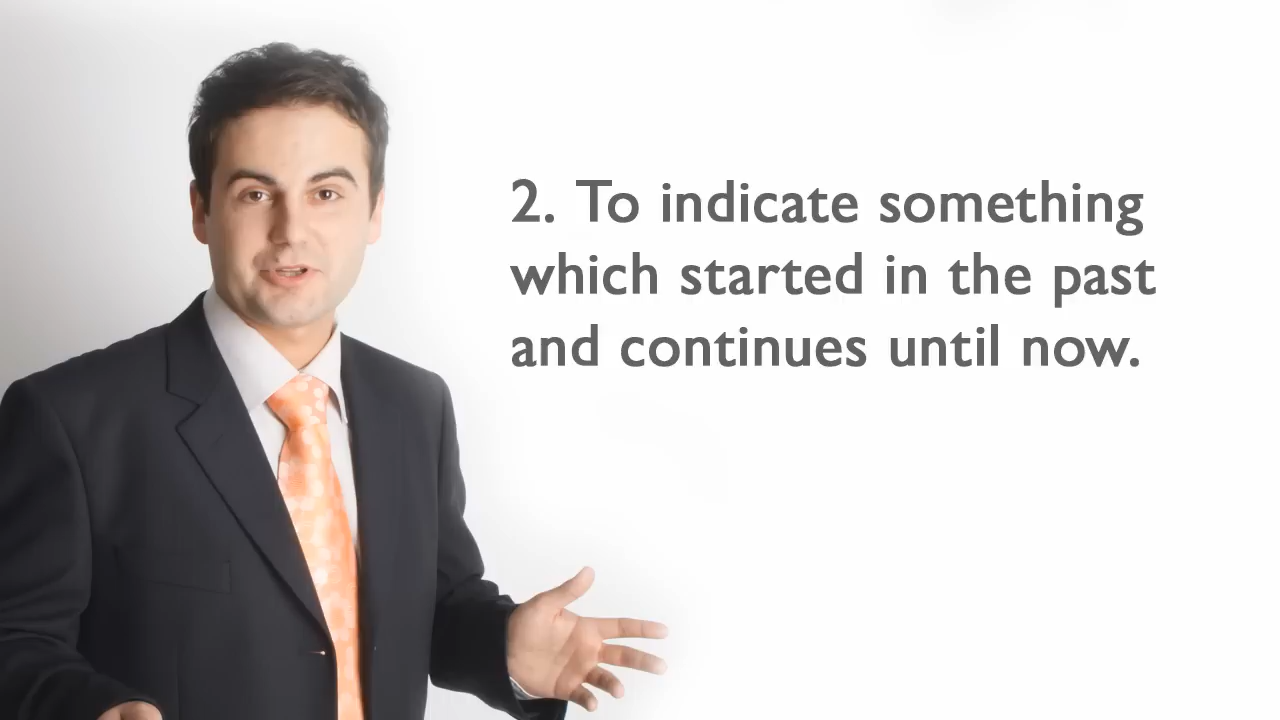 2. To indicate something
which started in the past
and continues until now.